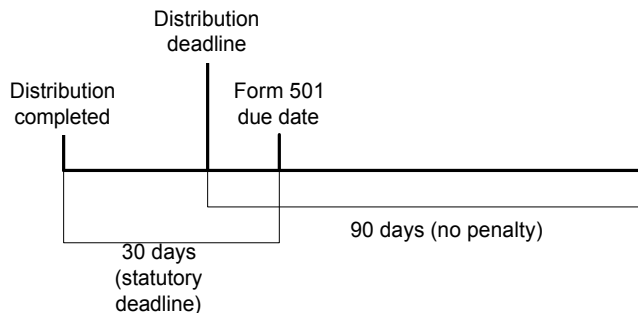 Distribution
deadline
Distribution
completed
Form 501
due date
90 days (no penalty)
30 days
(statutory
deadline)